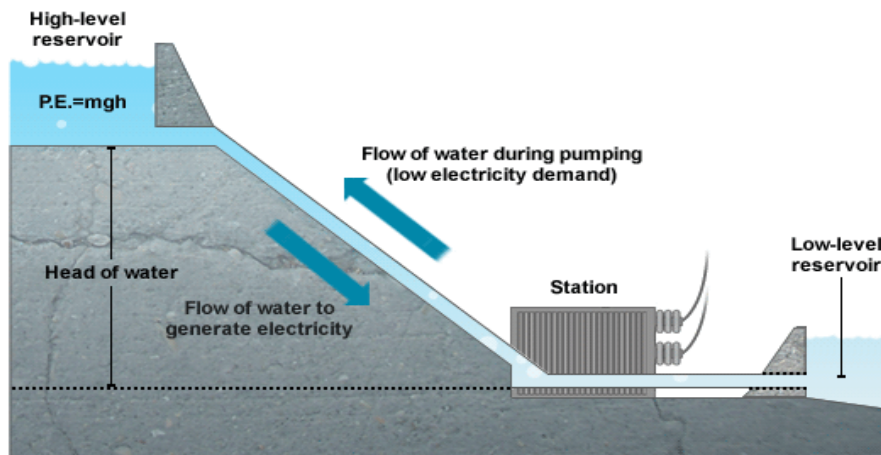 High-level
reservoir
P.E.=mgh
Flow of water during pumping
(low electricity demand)
Low-level
reservoir
Head of water
Station
Flow of water to
generate electricity